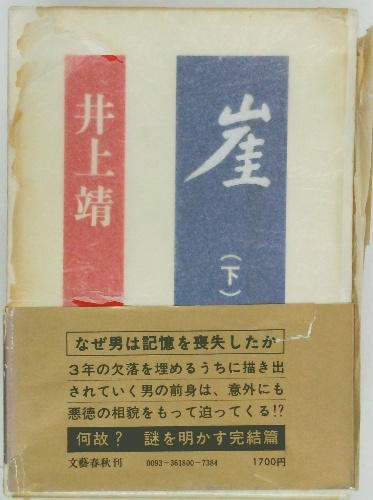 崖
(下)
井上靖
なぜ男は記憶を喪失したか
3年の欠落を埋めるうちに描き出
されていく男の前身は、意外にも
悪徳の相貌をもって迫ってくる!?
何故? 謎を明かす完結篇
文藝春秋刊 0093-361800-7384 1700円